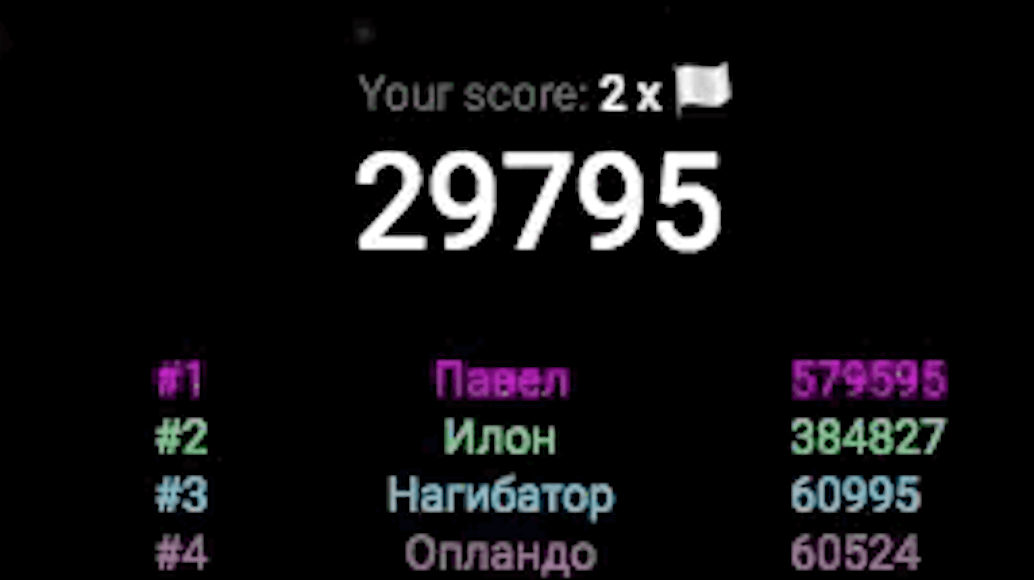 Your score: 2 x
29795
#1 Павел 579595
#2 Илон 384827
#3 Нагибатор 60995
#4 Опландо 60524